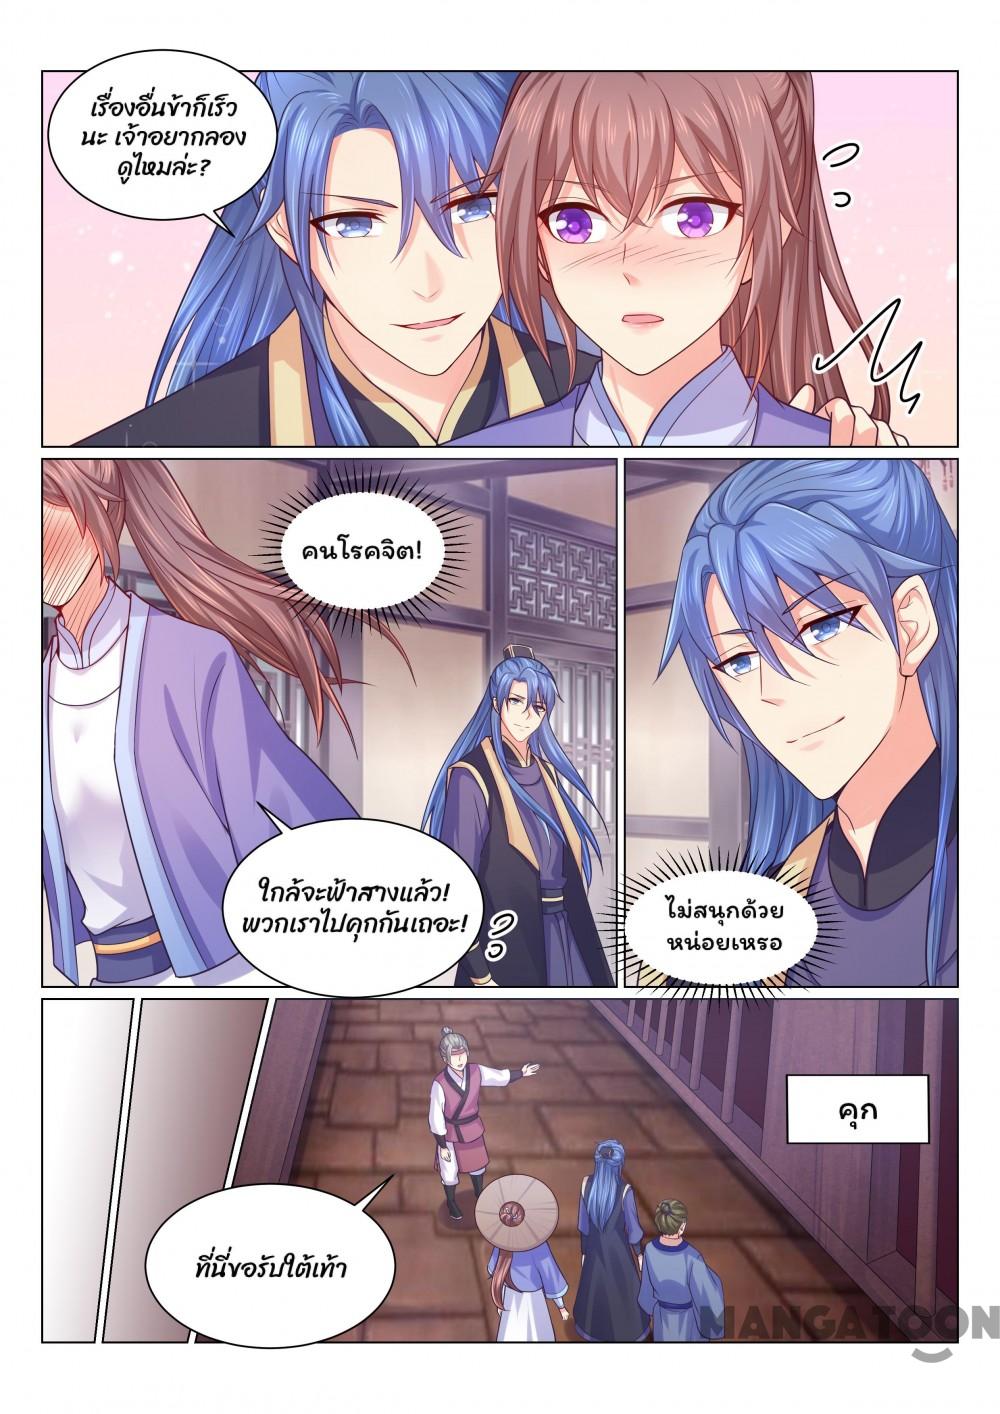 เรื่องอื่นข้าก็เร็ว
นะ เจ้าอยากลอง
ดูไหมล่ะ?
คนโรคจิต!
ใกล้จะฟ้าสางแล้ว!
พวกเราไปคุกกันเถอะ!
ไม่สนุกด้วย
หน่อยเหรอ
คุก
ที่นี่ขอรับใต้เท้า
MANGATOON